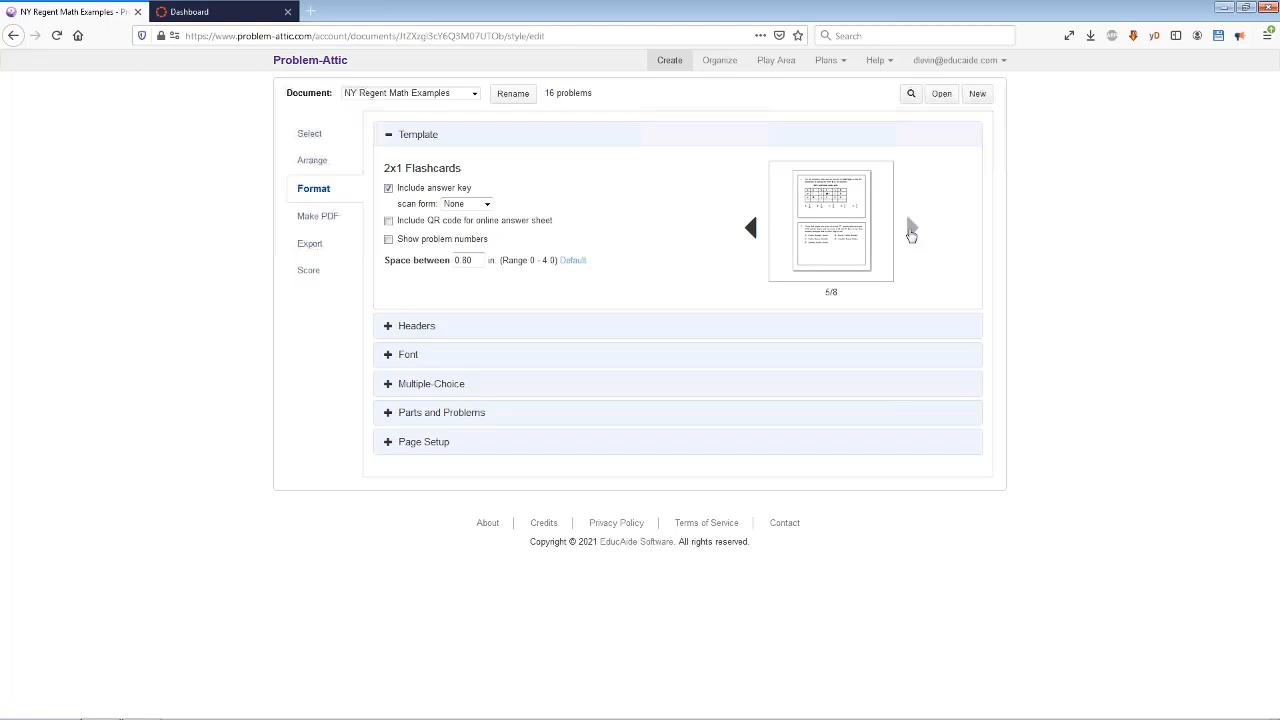 NY Regent Math Examples - Pr
Dashboard
https://www.problem-attic.com/account/documents/JtZXzgi3cY6Q3M07UTOb/style/edit
Search
Problem-Attic
Create Organize Play Area Plans Help dlevin@educaide.com
Document: NY Regent Math Examples Rename 16 problems Open New
Select
Arrange
Format
Make PDF
Export
Score
Template
2x1 Flashcards
Include answer key
scan form: None
Include QR code for online answer sheet
Show problem numbers
Space between 0.80 in. (Range 0 - 4.0) Default
5/8
Headers
Font
Multiple-Choice
Parts and Problems
Page Setup
About Credits Privacy Policy Terms of Service Contact
Copyright © 2021 EducAide Software. All rights reserved.